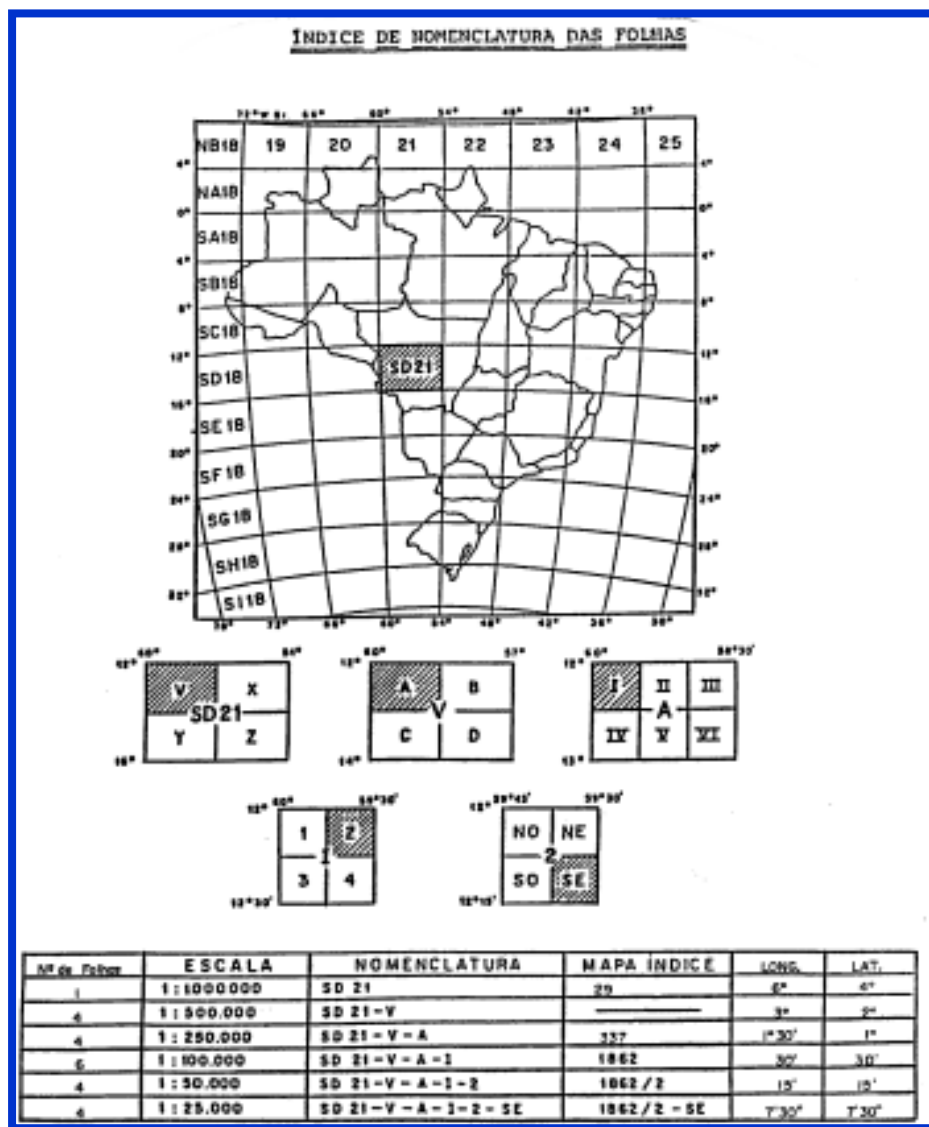 ÍNDICE DE NOMENCLATURA DAS FOLHAS
NB18 19 20 21 22 23 24 25
NA18
SA18
SB18
SC18
SD18
SD21
SE18
SF18
SG18
SH18
SI18
V X
SD21
Y Z
A B
V
C D
I II III
A
IV V VI
1 2
I
3 4
NO NE
2
SO SE
Nº de Folhas ESCALA NOMENCLATURA MAPA ÍNDICE LONG. LAT.
1 1:1000000 SD 21 29 6° 4°
4 1:500.000 SD 21-V 3° 2°
4 1:250.000 SD 21-V-A 337 1°30' 1°
6 1:100.000 SD 21-V-A-I 1862 30' 30'
4 1:50.000 SD 21-V-A-I-2 1862/2 15' 15'
4 1:25.000 SD 21-V-A-I-2-SE 1862/2-SE 7'30" 7'30"